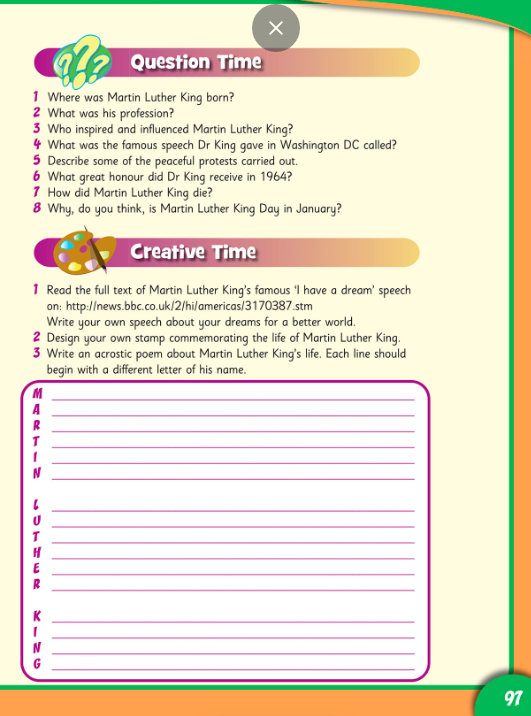 Question Time
1 Where was Martin Luther King born?
2 What was his profession?
3 Who inspired and influenced Martin Luther King?
4 What was the famous speech Dr King gave in Washington DC called?
5 Describe some of the peaceful protests carried out.
6 What great honour did Dr King receive in 1964?
7 How did Martin Luther King die?
8 Why, do you think, is Martin Luther King Day in January?
Creative Time
1 Read the full text of Martin Luther King's famous 'I have a dream' speech
on: http://news.bbc.co.uk/2/hi/americas/3170387.stm
Write your own speech about your dreams for a better world.
2 Design your own stamp commemorating the life of Martin Luther King.
3 Write an acrostic poem about Martin Luther King's life. Each line should
begin with a different letter of his name.
M
A
R
T
I
N
L
U
T
H
E
R
K
I
N
G
97